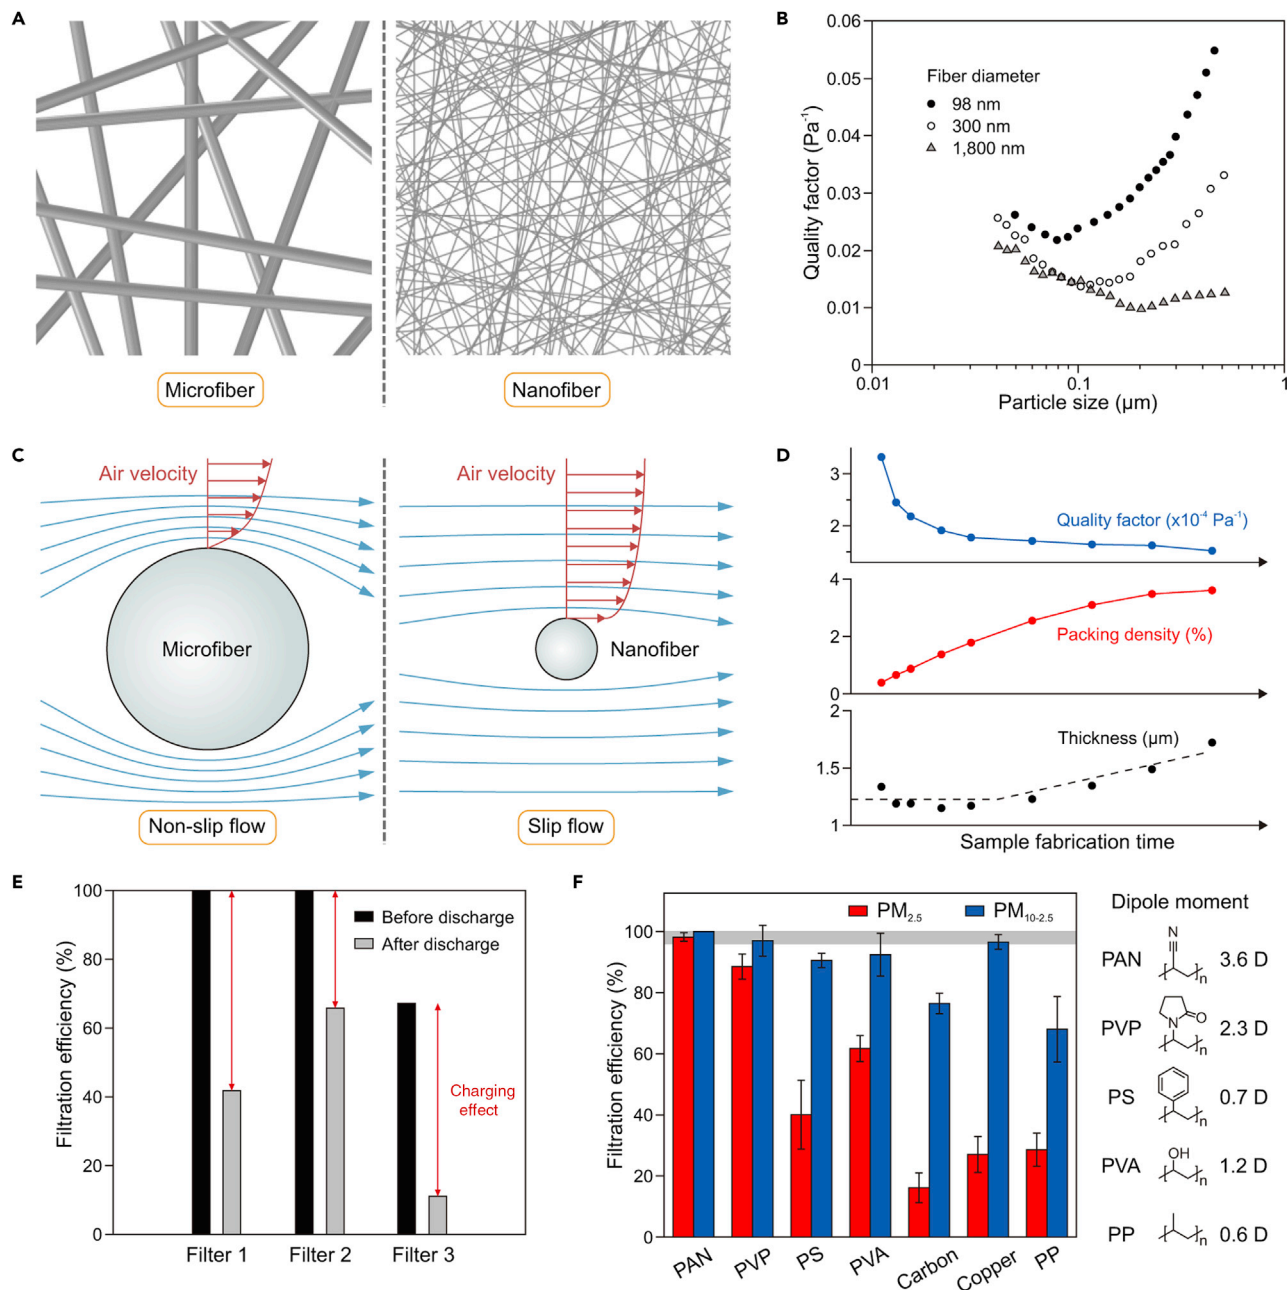 A
Microfiber
Nanofiber
B
0.06
0.05
0.04
0.03
0.02
0.01
0
Quality factor (Pa-1)
Fiber diameter
98 nm
300 nm
1,800 nm
0.01
0.1
1
Particle size (μm)
C
Air velocity
Microfiber
Non-slip flow
Air velocity
Nanofiber
Slip flow
D
3
2
Quality factor (x10-4 Pa-1)
4
2
0
Packing density (%)
2
1.5
1
Thickness (μm)
Sample fabrication time
E
100
80
60
40
20
0
Filtration efficiency (%)
Before discharge
After discharge
Charging
effect
Filter 1
Filter 2
Filter 3
F
PM2.5
PM10-2.5
100
80
60
40
20
0
Filtration efficiency (%)
PAN
PVP
PS
PVA
Carbon
Copper
PP
Dipole moment
PAN
N
n
3.6 D
PVP
N
O
n
2.3 D
PS
n
0.7 D
PVA
OH
n
1.2 D
PP
n
0.6 D